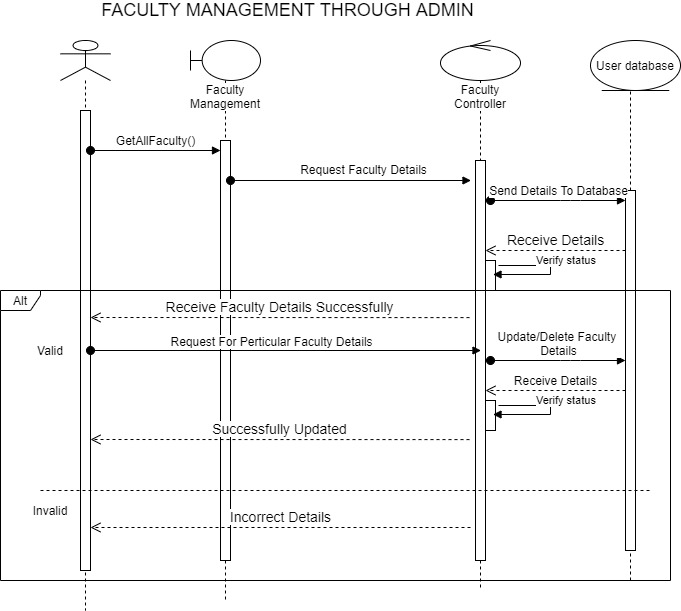 FACULTY MANAGEMENT THROUGH ADMIN
Faculty
Management
Faculty
Controller
User database
GetAllFaculty()
Request Faculty Details
Send Details To Database
Receive Details
Verify status
Alt
Receive Faculty Details Successfully
Valid
Request For Perticular Faculty Details
Update/Delete Faculty
Details
Receive Details
Verify status
Successfully Updated
Invalid
Incorrect Details